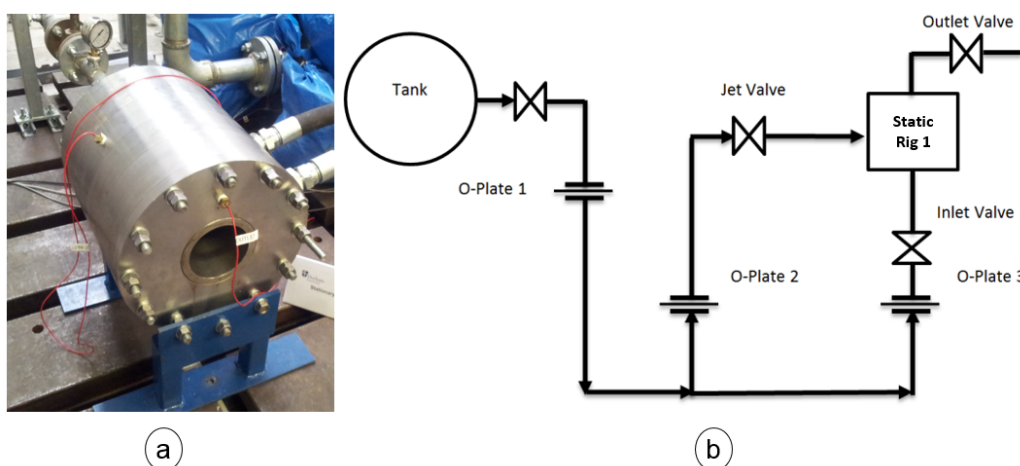 Outlet Valve
Tank
Jet Valve
Static
Rig 1
O-Plate 1
Inlet Valve
O-Plate 2
O-Plate 3
a
b